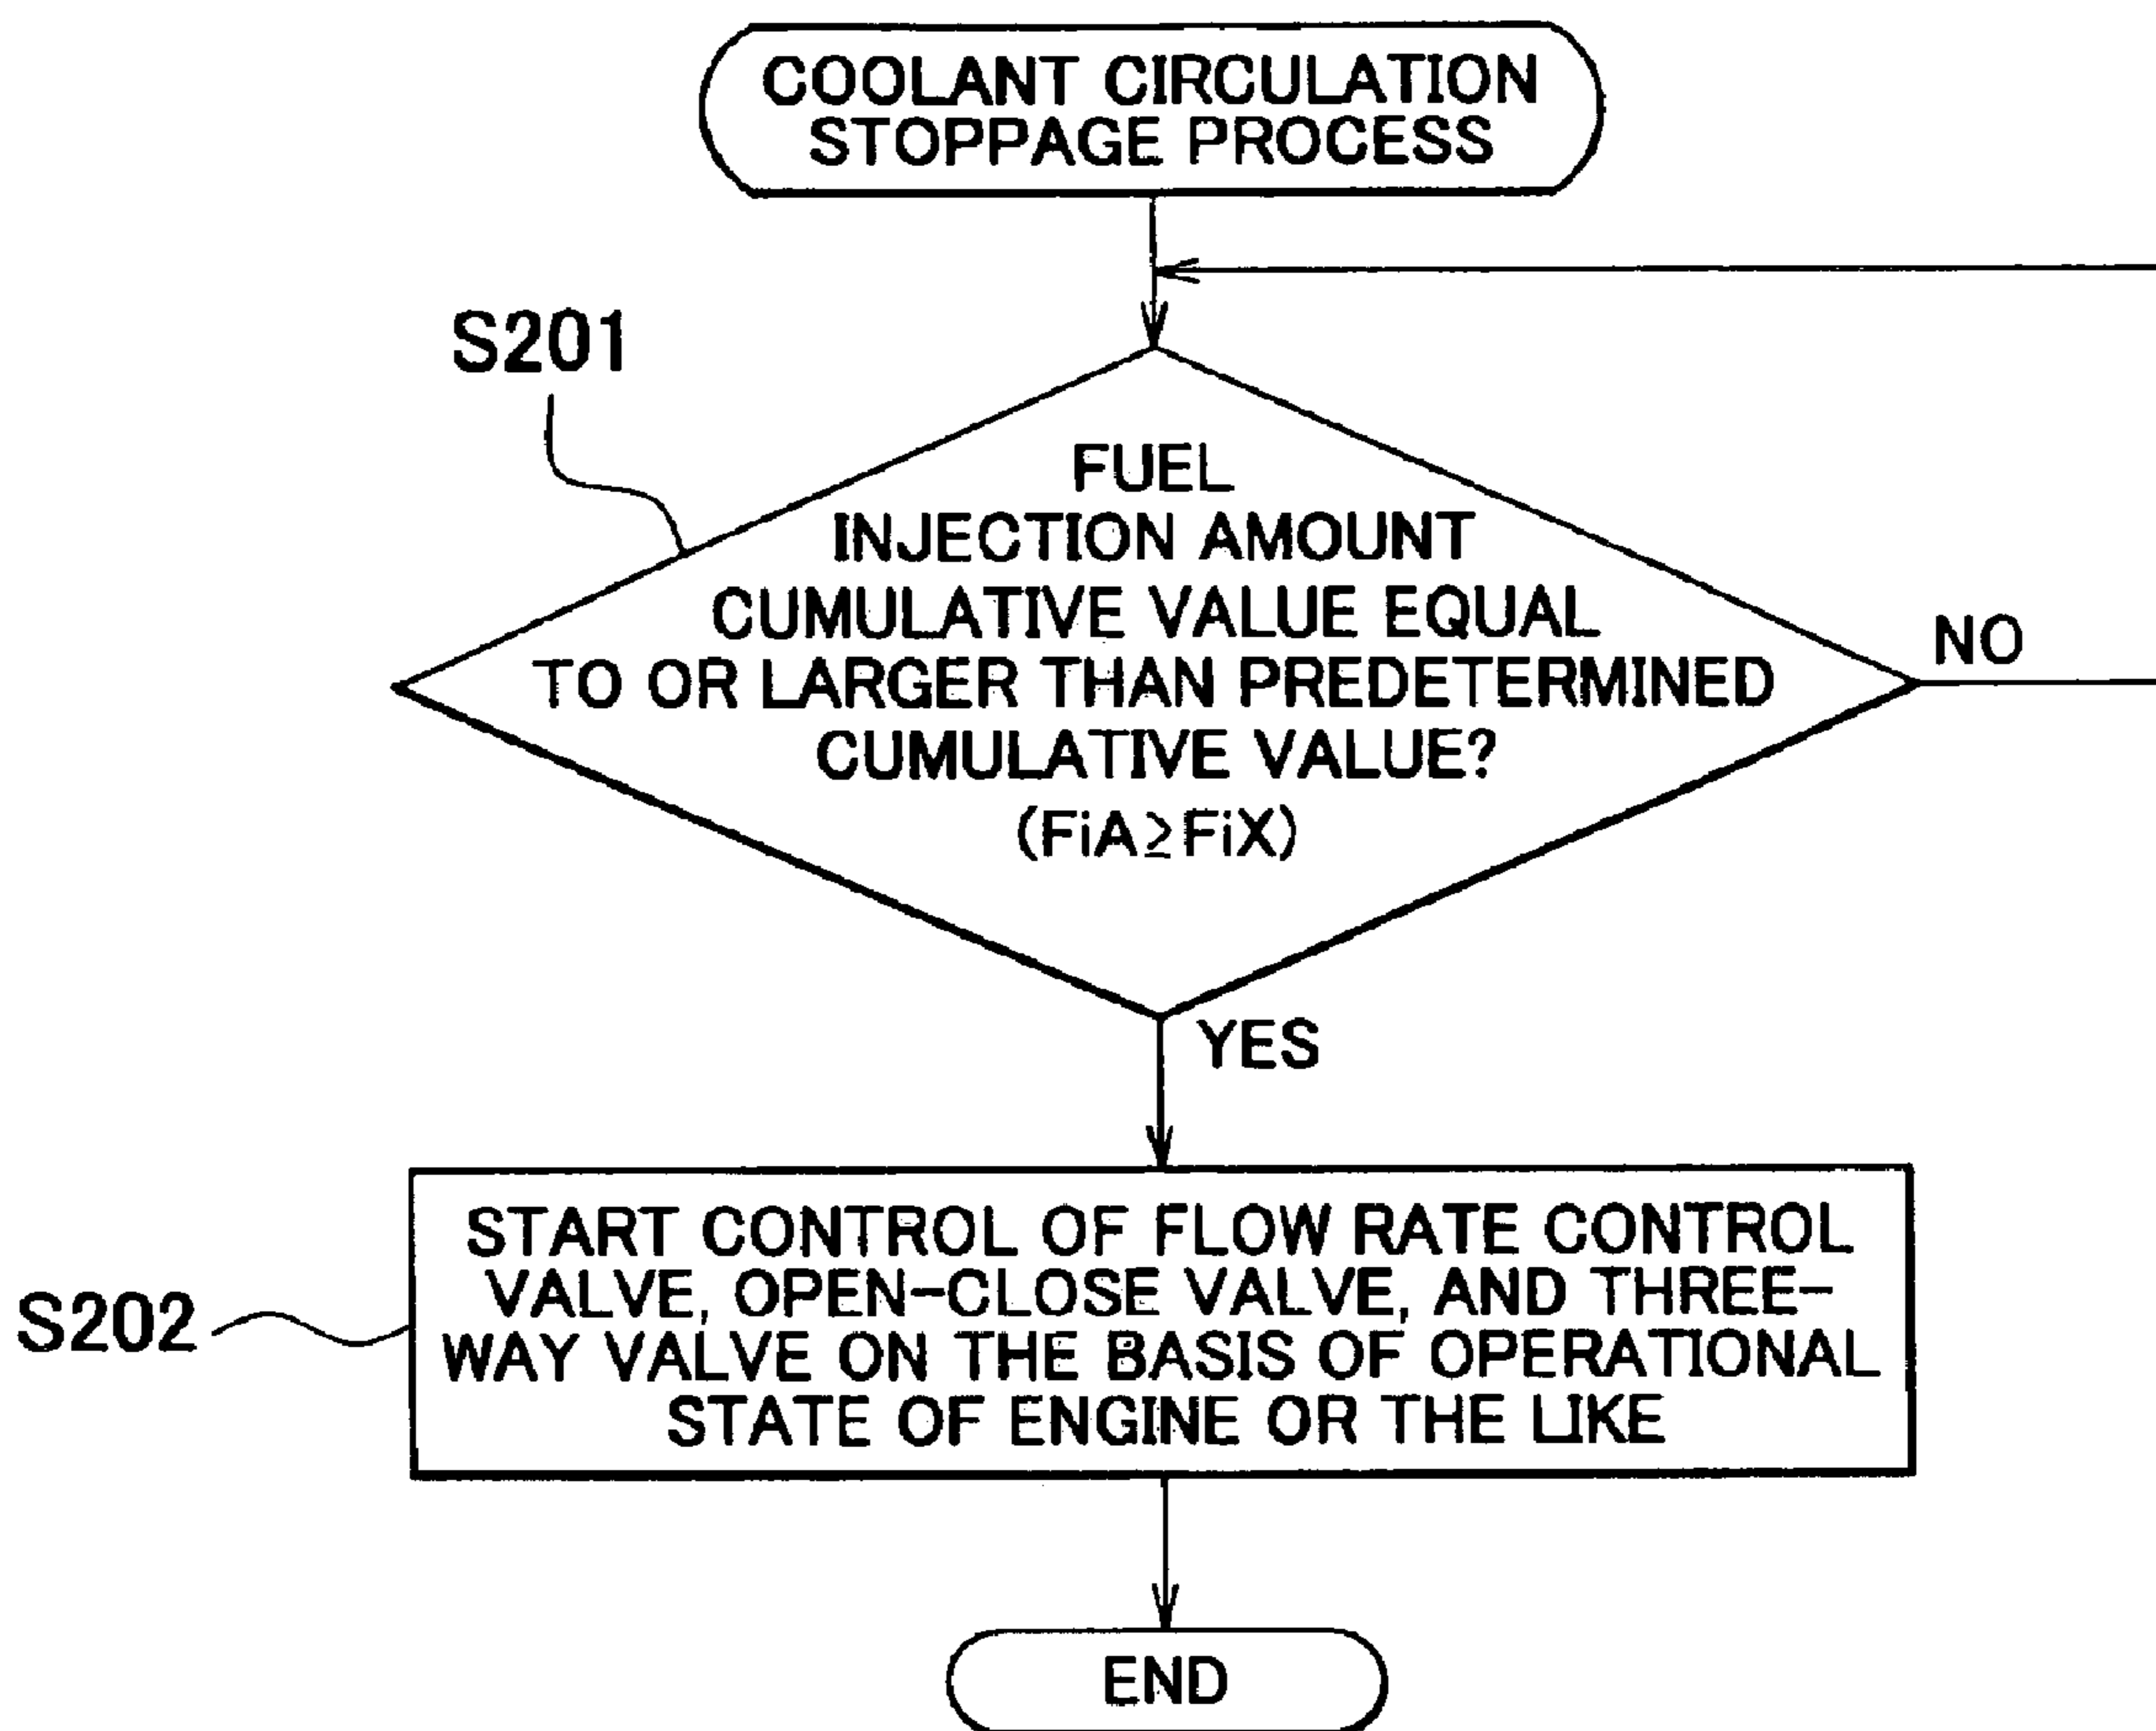 COOLANT CIRCULATION
STOPPAGE PROCESS
S201
FUEL
INJECTION AMOUNT
CUMULATIVE VALUE EQUAL
TO OR LARGER THAN PREDETERMINED
CUMULATIVE VALUE?
(FiA≥FiX)
NO
YES
START CONTROL OF FLOW RATE CONTROL
VALVE, OPEN-CLOSE VALVE, AND THREE-
WAY VALVE ON THE BASIS OF OPERATIONAL
STATE OF ENGINE OR THE LIKE
S202
END